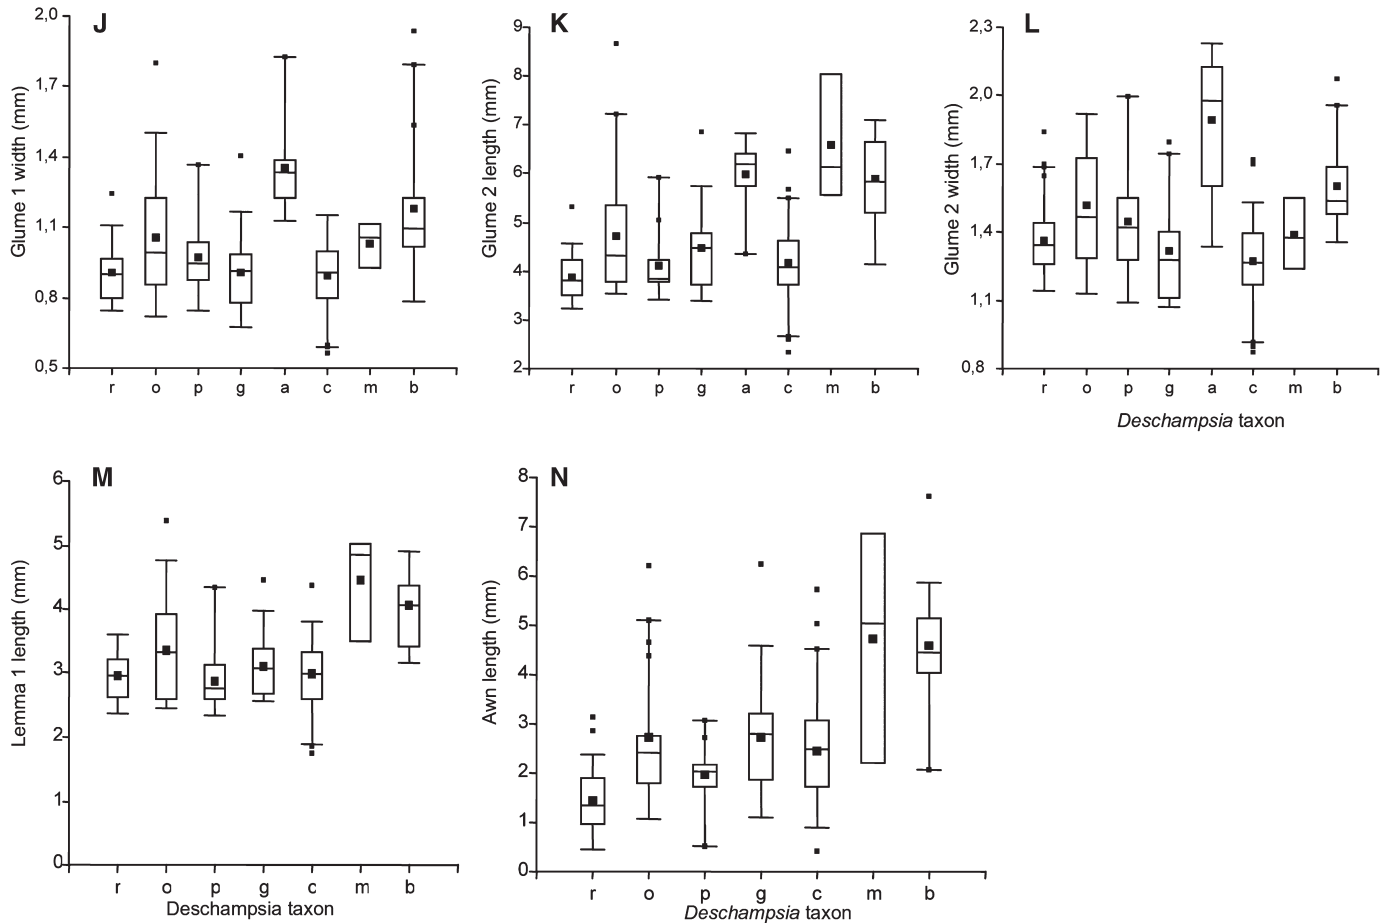 J
Glume 1 width (mm)
2,0
1,7
1,4
1,1
0,8
0,5
r o p g a c m b
K
Glume 2 length (mm)
9
8
7
6
5
4
3
2
r o p g a c m b
L
Glume 2 width (mm)
2,3
2,0
1,7
1,4
1,1
0,8
r o p g a c m b
Deschampsia taxon
M
Lemma 1 length (mm)
6
5
4
3
2
1
0
r o p g c m b
Deschampsia taxon
N
Awn length (mm)
8
7
6
5
4
3
2
1
0
r o p g c m b
Deschampsia taxon